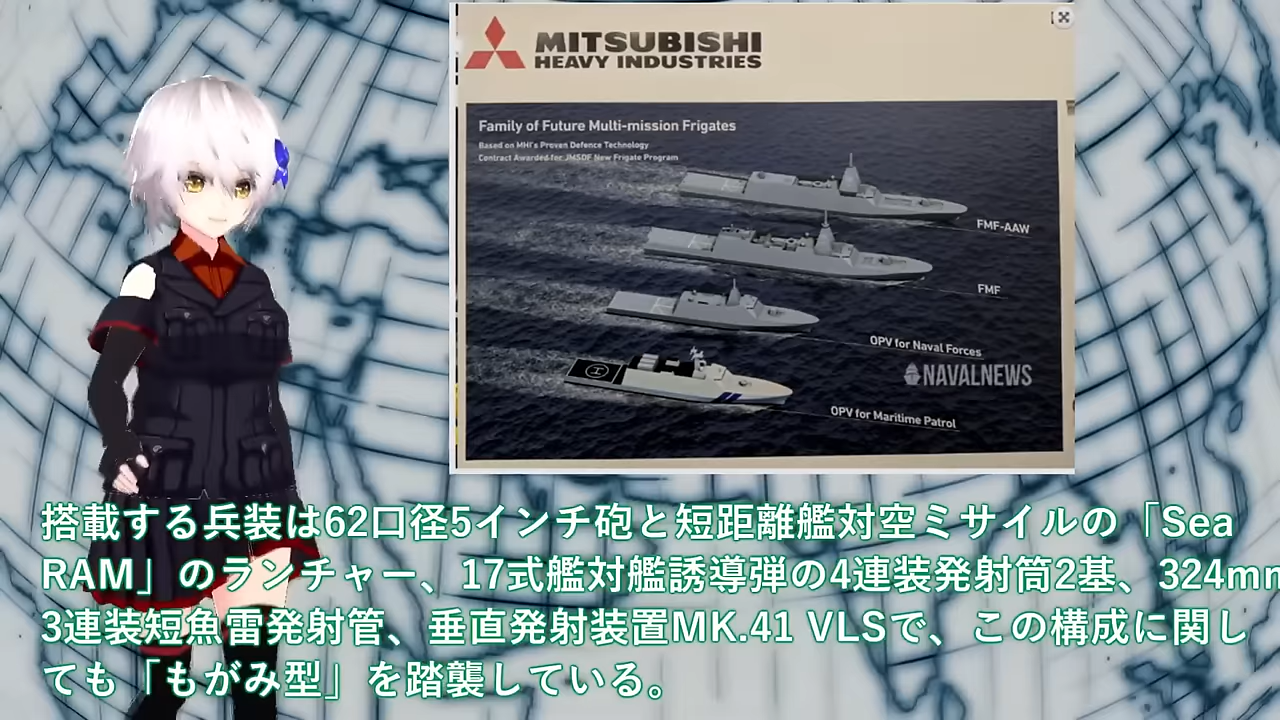 MITSUBISHI
HEAVY INDUSTRIES
Family of Future Multi-mission Frigates
Based on MHI's Proven Defence Technology
Contract Awarded for JMSDF New Frigate Program
FMF-AAW
FMF
OPV for Naval Forces
NAVALNEWS
OPV for Maritime Patrol
搭載する兵装は62口径5インチ砲と短距離艦対空ミサイルの「Sea
RAM」のランチャー、17式艦対艦誘導弾の4連装発射筒2基、324mm
3連装短魚雷発射管、垂直発射装置MK.41 VLSで、この構成に関し
ても「もがみ型」を踏襲している。